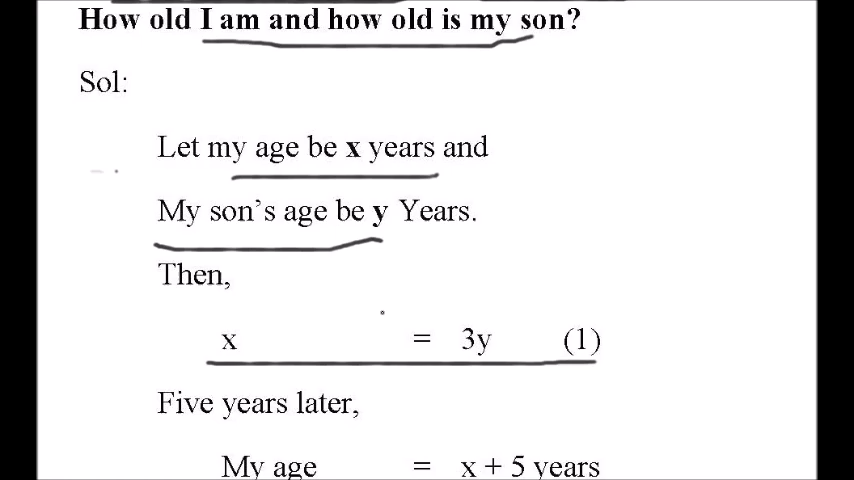 How old I am and how old is my son?
Sol:
Let my age be x years and
My son's age be y Years.
Then,
x = 3y (1)
Five years later,
My age = x + 5 years